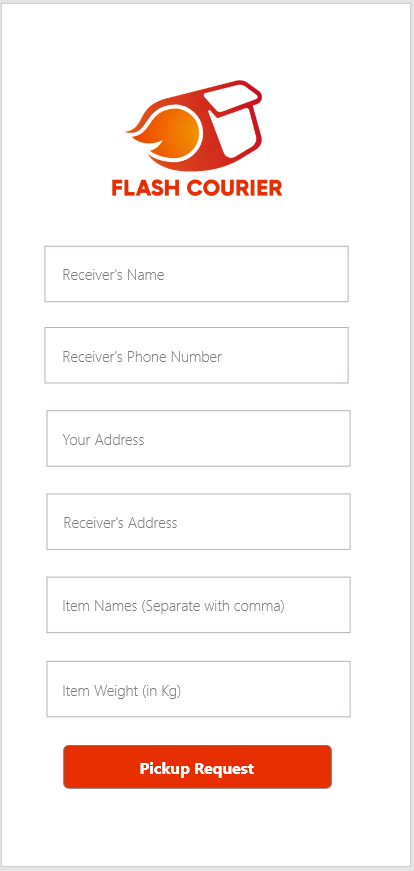 FLASH COURIER
Receiver's Name
Receiver's Phone Number
Your Address
Receiver's Address
Item Names (Separate with comma)
Item Weight (in Kg)
Pickup Request